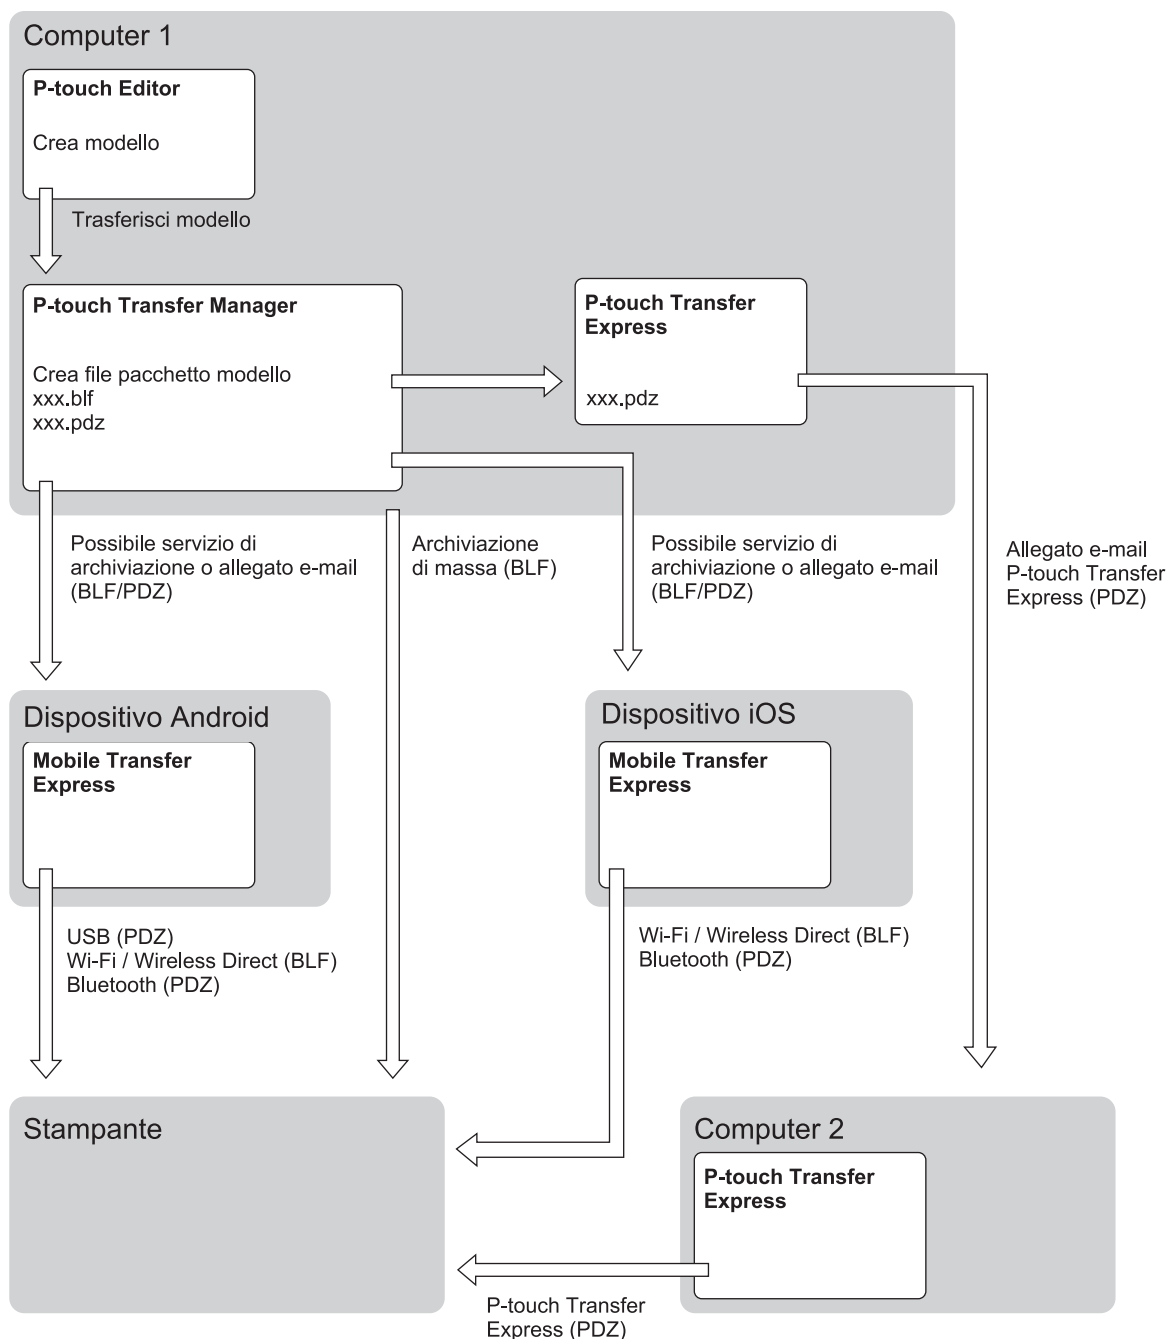 Computer 1
P-touch Editor
Crea modello
Trasferisci modello
P-touch Transfer Manager
Crea file pacchetto modello
xxx.blf
xxx.pdz
P-touch Transfer
Express
xxx.pdz
Possibile servizio di
archiviazione o allegato e-mail
(BLF/PDZ)
Archiviazione
di massa (BLF)
Possibile servizio di
archiviazione o allegato e-mail
(BLF/PDZ)
Allegato e-mail
P-touch Transfer
Express (PDZ)
Dispositivo Android
Mobile Transfer
Express
Dispositivo iOS
Mobile Transfer
Express
USB (PDZ)
Wi-Fi / Wireless Direct (BLF)
Bluetooth (PDZ)
Wi-Fi / Wireless Direct (BLF)
Bluetooth (PDZ)
Stampante
Computer 2
P-touch Transfer
Express
P-touch Transfer
Express (PDZ)